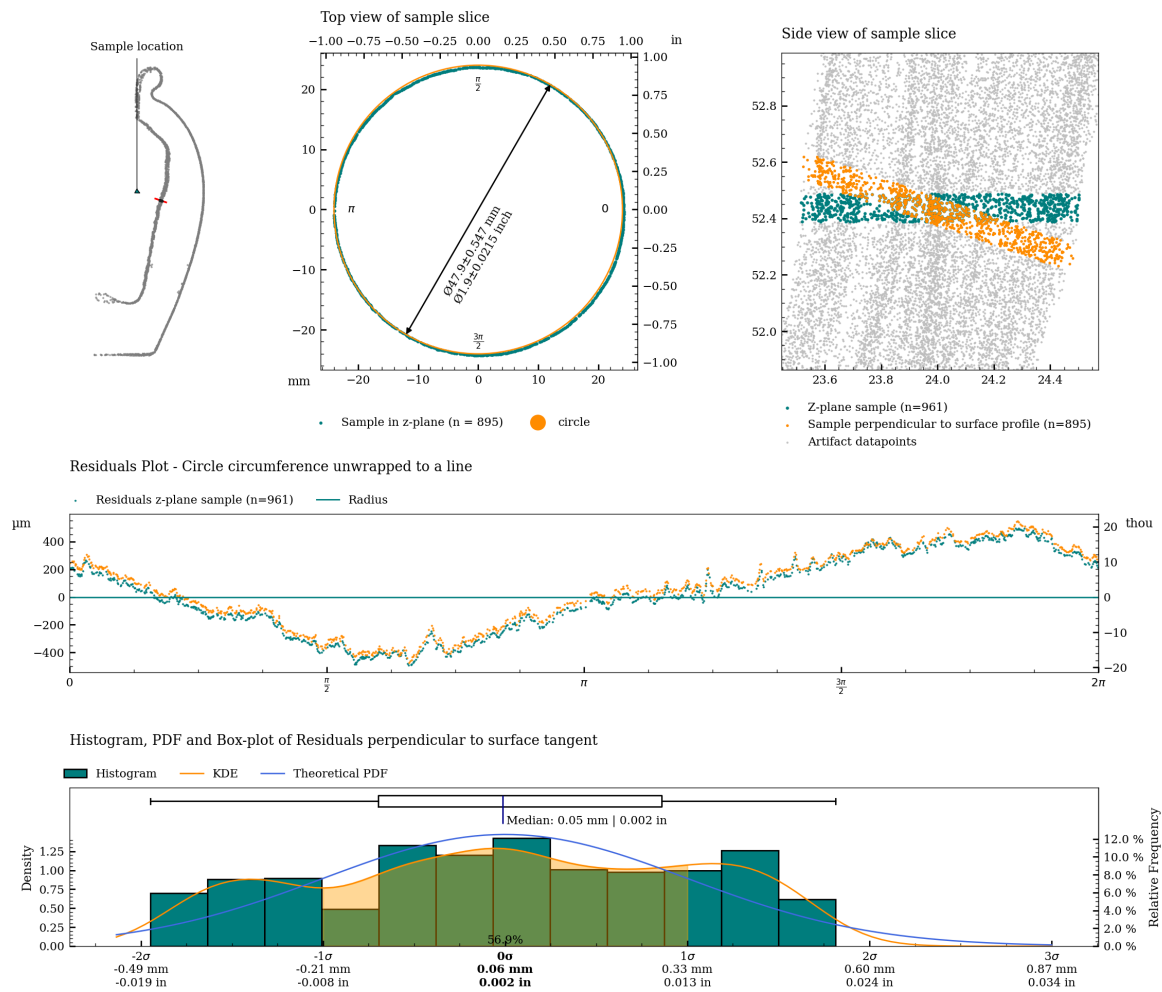 Sample location
Top view of sample slice
−1.00 −0.75 −0.50 −0.25 0.00 0.25 0.50 0.75 1.00 in
20
10
0
−10
−20
mm
1.00
0.75
0.50
0.25
0.00
−0.25
−0.50
−0.75
−1.00
π/2
π
0
3π/2
Ø47.9±0.547 mm
Ø1.9±0.0215 inch
−20 −10 0 10 20
Sample in z-plane (n = 895) circle
Side view of sample slice
52.8
52.6
52.4
52.2
52.0
23.6 23.8 24.0 24.2 24.4
Z-plane sample (n=961)
Sample perpendicular to surface profile (n=895)
Artifact datapoints
Residuals Plot - Circle circumference unwrapped to a line
Residuals z-plane sample (n=961) Radius
µm
400
200
0
−200
−400
thou
20
10
0
−10
−20
0 π/2 π 3π/2 2π
Histogram, PDF and Box-plot of Residuals perpendicular to surface tangent
Histogram KDE Theoretical PDF
Median: 0.05 mm | 0.002 in
Density
1.25
1.00
0.75
0.50
0.25
0.00
56.9%
Relative Frequency
12.0 %
10.0 %
8.0 %
6.0 %
4.0 %
2.0 %
0.0 %
-2σ -1σ 0σ 1σ 2σ 3σ
-0.49 mm -0.21 mm 0.06 mm 0.33 mm 0.60 mm 0.87 mm
-0.019 in -0.008 in 0.002 in 0.013 in 0.024 in 0.034 in